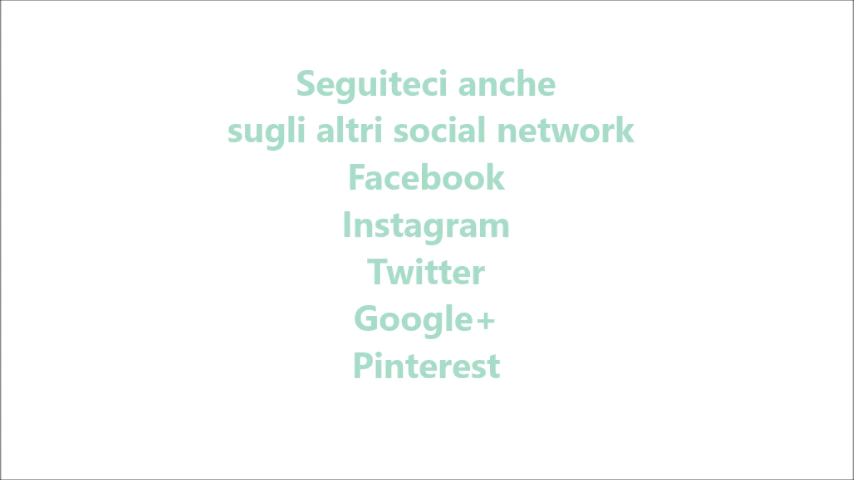 Seguiteci anche
sugli altri social network
Facebook
Instagram
Twitter
Google+
Pinterest